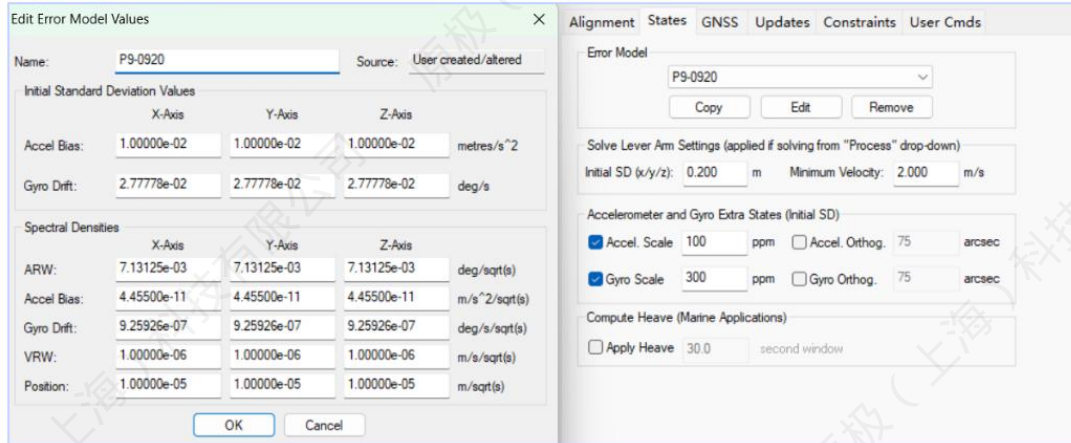 Edit Error Model Values
Name: P9-0920 Source: User created/altered
Initial Standard Deviation Values
X-Axis Y-Axis Z-Axis
Accel Bias: 1.00000e-02 1.00000e-02 1.00000e-02 metres/s^2
Gyro Drift: 2.77778e-02 2.77778e-02 2.77778e-02 deg/s
Spectral Densities
X-Axis Y-Axis Z-Axis
ARW: 7.13125e-03 7.13125e-03 7.13125e-03 deg/sqrt(s)
Accel Bias: 4.45500e-11 4.45500e-11 4.45500e-11 m/s^2/sqrt(s)
Gyro Drift: 9.25926e-07 9.25926e-07 9.25926e-07 deg/s/sqrt(s)
VRW: 1.00000e-06 1.00000e-06 1.00000e-06 m/s/sqrt(s)
Position: 1.00000e-05 1.00000e-05 1.00000e-05 m/sqrt(s)
OK Cancel
Alignment States GNSS Updates Constraints User Cmds
Error Model
P9-0920
Copy Edit Remove
Solve Lever Arm Settings (applied if solving from "Process" drop-down)
Initial SD (x/y/z): 0.200 m Minimum Velocity: 2.000 m/s
Accelerometer and Gyro Extra States (Initial SD)
Accel. Scale 100 ppm Accel. Orthog. 75 arcsec
Gyro Scale 300 ppm Gyro Orthog. 75 arcsec
Compute Heave (Marine Applications)
Apply Heave 30.0 second window